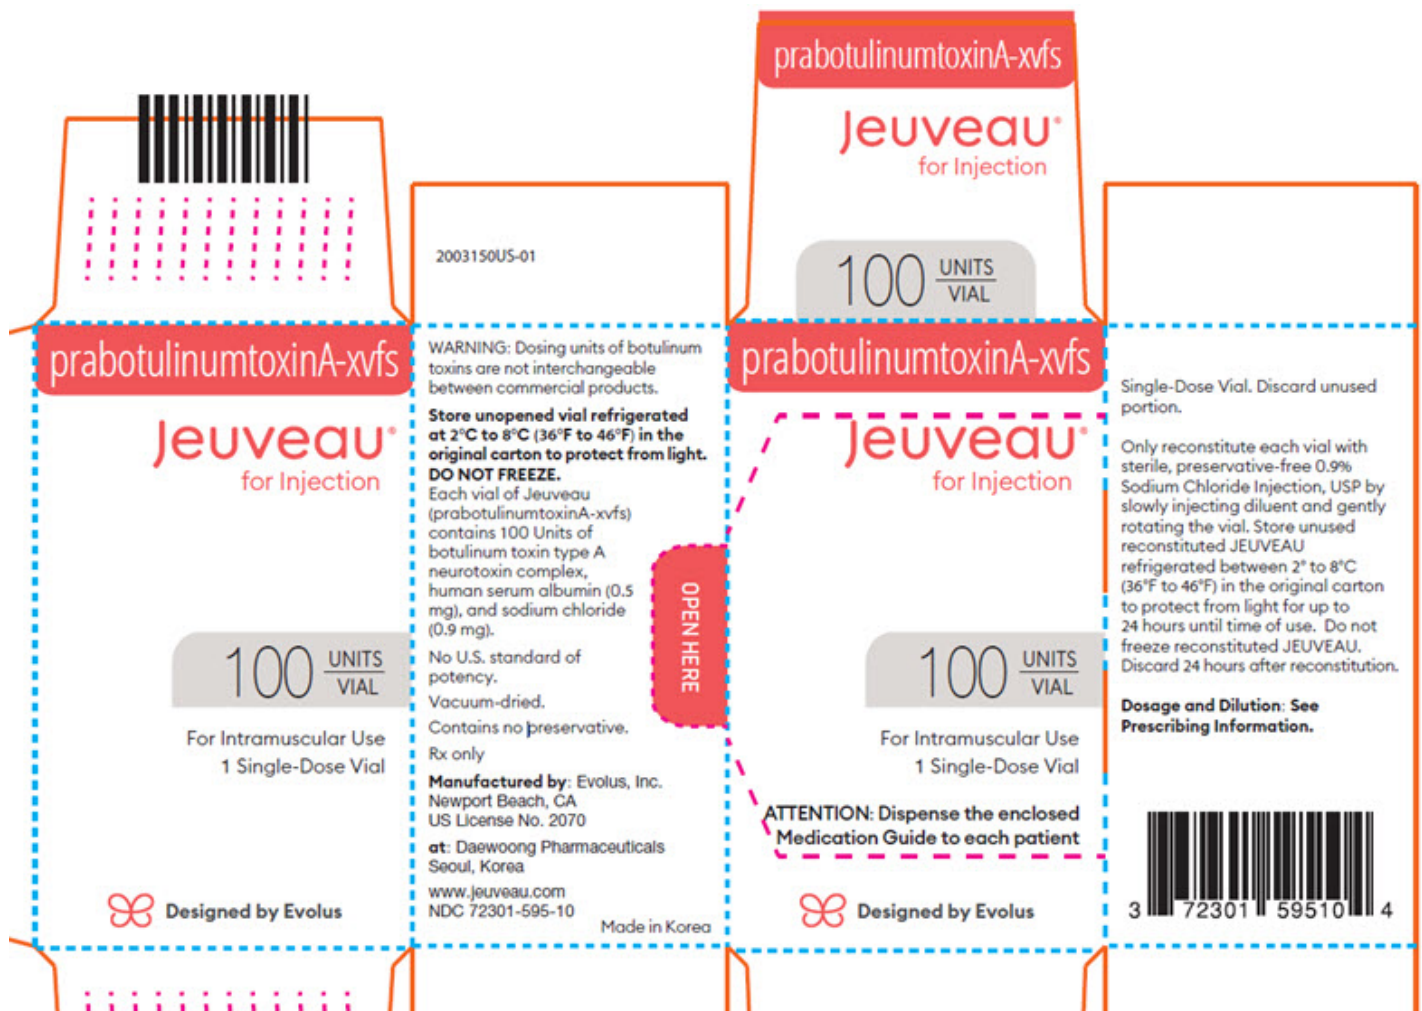 prabotulinumtoxinA-xvfs
Jeuveau®
for Injection
100 UNITS
VIAL
For Intramuscular Use
1 Single-Dose Vial
Designed by Evolus
2003150US-01
WARNING: Dosing units of botulinum
toxins are not interchangeable
between commercial products.
Store unopened vial refrigerated
at 2°C to 8°C (36°F to 46°F) in the
original carton to protect from light.
DO NOT FREEZE.
Each vial of Jeuveau
(prabotulinumtoxinA-xvfs)
contains 100 Units of
botulinum toxin type A
neurotoxin complex,
human serum albumin (0.5
mg), and sodium chloride
(0.9 mg).
No U.S. standard of
potency.
Vacuum-dried.
Contains no preservative.
Rx only
Manufactured by: Evolus, Inc.
Newport Beach, CA
US License No. 2070
at: Daewoong Pharmaceuticals
Seoul, Korea
www.jeuveau.com
NDC 72301-595-10
Made in Korea
OPEN HERE
prabotulinumtoxinA-xvfs
Jeuveau®
for Injection
100 UNITS
VIAL
prabotulinumtoxinA-xvfs
Jeuveau®
for Injection
100 UNITS
VIAL
For Intramuscular Use
1 Single-Dose Vial
ATTENTION: Dispense the enclosed
Medication Guide to each patient
Designed by Evolus
Single-Dose Vial. Discard unused
portion.
Only reconstitute each vial with
sterile, preservative-free 0.9%
Sodium Chloride Injection, USP by
slowly injecting diluent and gently
rotating the vial. Store unused
reconstituted JEUVEAU
refrigerated between 2° to 8°C
(36°F to 46°F) in the original carton
to protect from light for up to
24 hours until time of use. Do not
freeze reconstituted JEUVEAU.
Discard 24 hours after reconstitution.
Dosage and Dilution: See
Prescribing Information.
3 72301 59510 4